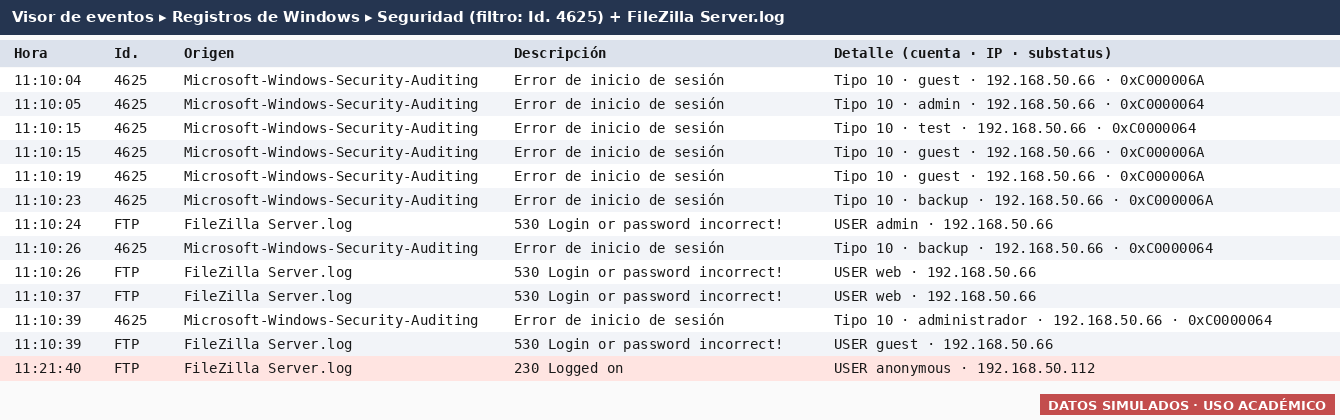 Visor de eventos ▸ Registros de Windows ▸ Seguridad (filtro: Id. 4625) + FileZilla Server.log
Hora Id. Origen Descripción Detalle (cuenta · IP · substatus)
11:10:04 4625 Microsoft-Windows-Security-Auditing Error de inicio de sesión Tipo 10 · guest · 192.168.50.66 · 0xC000006A
11:10:05 4625 Microsoft-Windows-Security-Auditing Error de inicio de sesión Tipo 10 · admin · 192.168.50.66 · 0xC0000064
11:10:15 4625 Microsoft-Windows-Security-Auditing Error de inicio de sesión Tipo 10 · test · 192.168.50.66 · 0xC0000064
11:10:15 4625 Microsoft-Windows-Security-Auditing Error de inicio de sesión Tipo 10 · guest · 192.168.50.66 · 0xC000006A
11:10:19 4625 Microsoft-Windows-Security-Auditing Error de inicio de sesión Tipo 10 · guest · 192.168.50.66 · 0xC000006A
11:10:23 4625 Microsoft-Windows-Security-Auditing Error de inicio de sesión Tipo 10 · backup · 192.168.50.66 · 0xC000006A
11:10:24 FTP FileZilla Server.log 530 Login or password incorrect! USER admin · 192.168.50.66
11:10:26 4625 Microsoft-Windows-Security-Auditing Error de inicio de sesión Tipo 10 · backup · 192.168.50.66 · 0xC0000064
11:10:26 FTP FileZilla Server.log 530 Login or password incorrect! USER web · 192.168.50.66
11:10:37 FTP FileZilla Server.log 530 Login or password incorrect! USER web · 192.168.50.66
11:10:39 4625 Microsoft-Windows-Security-Auditing Error de inicio de sesión Tipo 10 · administrador · 192.168.50.66 · 0xC0000064
11:10:39 FTP FileZilla Server.log 530 Login or password incorrect! USER guest · 192.168.50.66
11:21:40 FTP FileZilla Server.log 230 Logged on USER anonymous · 192.168.50.112
DATOS SIMULADOS · USO ACADÉMICO